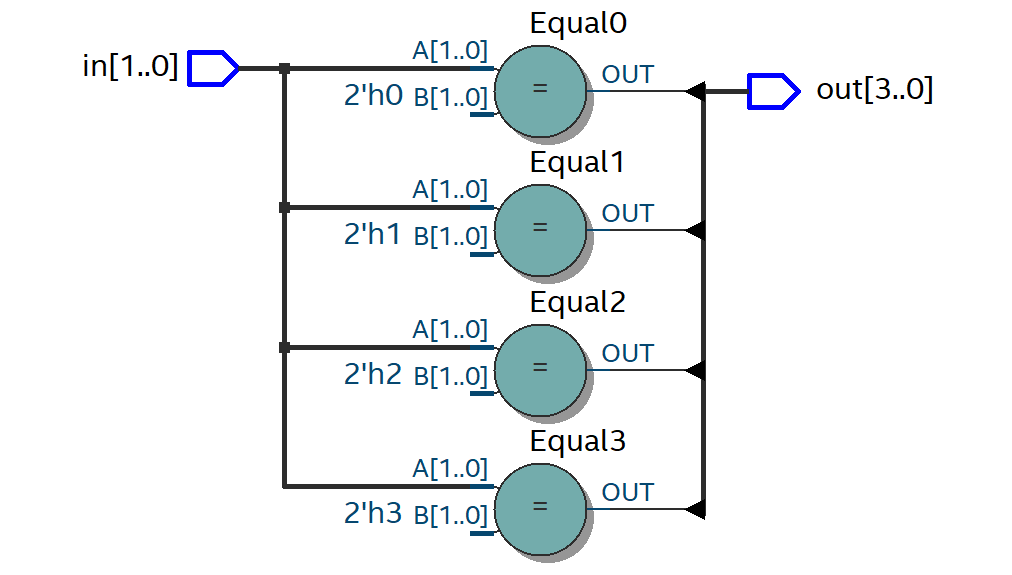 Equal0
in[1..0]
A[1..0]
2'h0 B[1..0]
=
OUT
out[3..0]
Equal1
A[1..0]
2'h1 B[1..0]
=
OUT
Equal2
A[1..0]
2'h2 B[1..0]
=
OUT
Equal3
A[1..0]
2'h3 B[1..0]
=
OUT